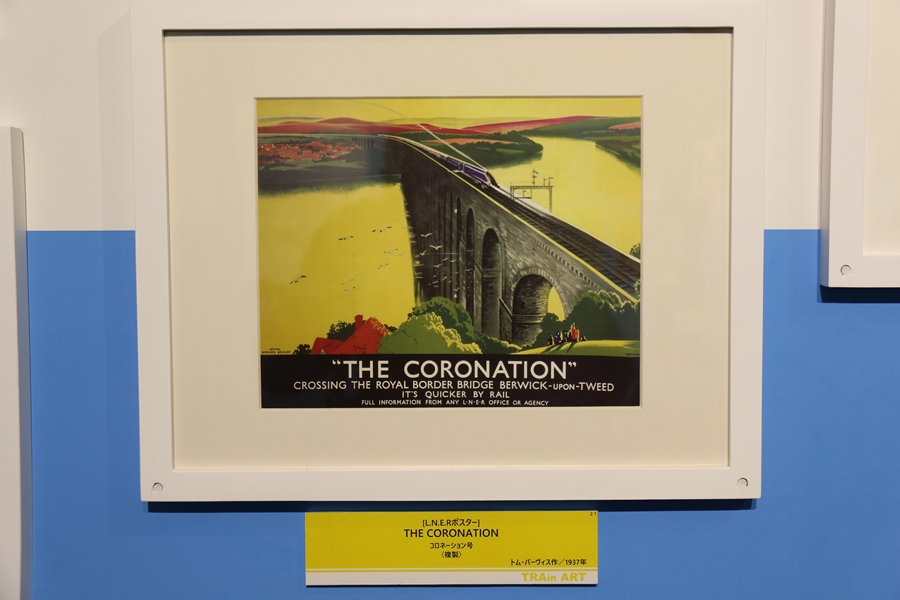 "THE CORONATION"
CROSSING THE ROYAL BORDER BRIDGE BERWICK-UPON-TWEED
IT'S QUICKER BY RAIL
FULL INFORMATION FROM ANY L·N·E·R OFFICE OR AGENCY
2-1
[L.N.E.Rポスター]
THE CORONATION
コロネーション号
〈複製〉
トム・パーヴィス作／1937年
TRAin ART